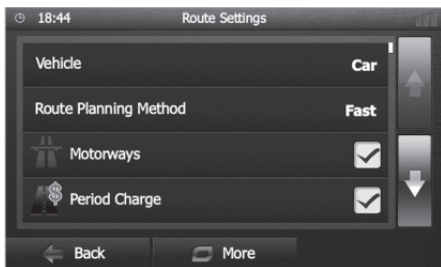 18:44 Route Settings
Vehicle Car
Route Planning Method Fast
Motorways
Period Charge
Back More